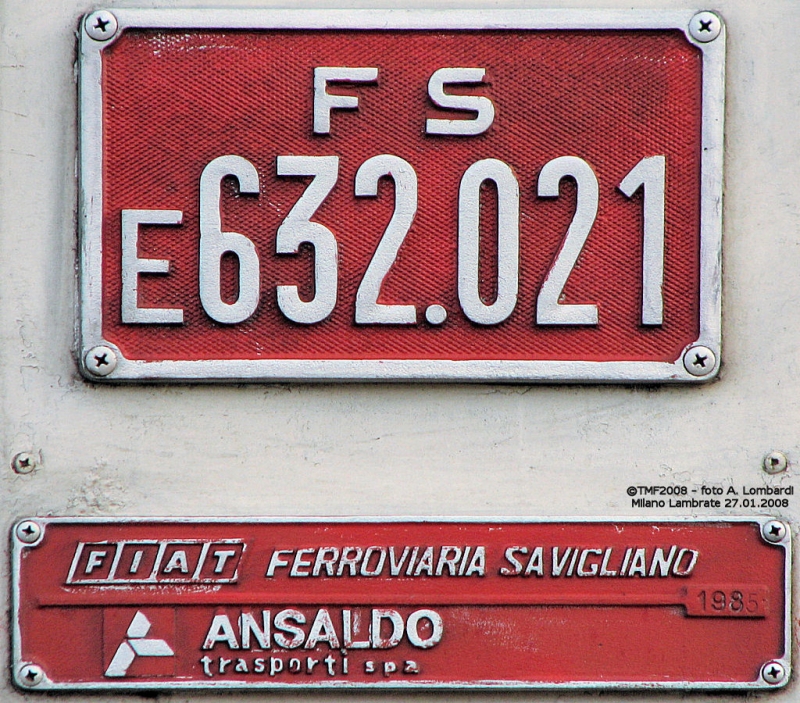 FS
E632.021
©TMF2008 - foto A. Lombardi
Milano Lambrate 27.01.2008
FIAT FERROVIARIA SAVIGLIANO
1985
ANSALDO
trasporti spa